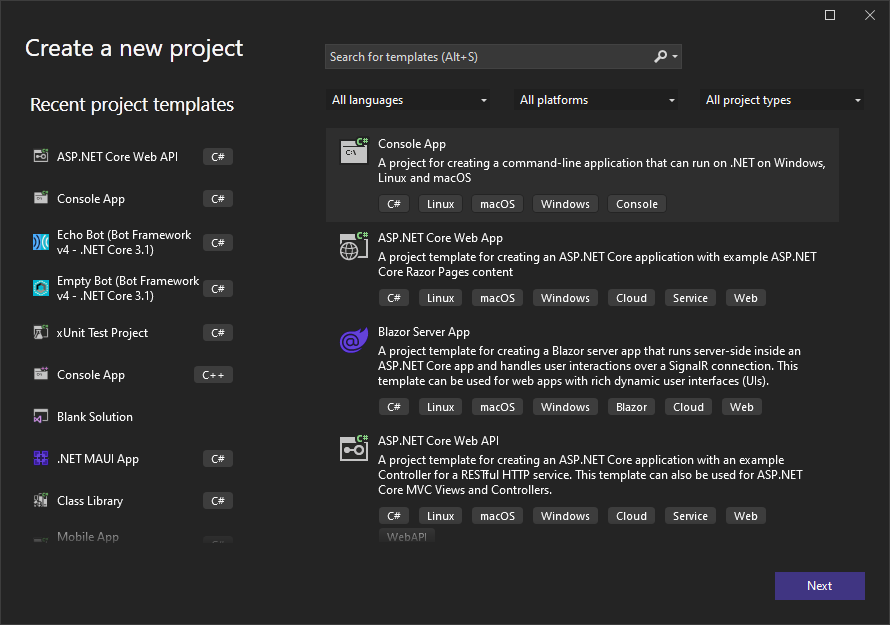 Create a new project
Search for templates (Alt+S)
Recent project templates
All languages
All platforms
All project types
ASP.NET Core Web API
C#
Console App
C#
Echo Bot (Bot Framework
v4 - .NET Core 3.1)
C#
Empty Bot (Bot Framework
v4 - .NET Core 3.1)
C#
xUnit Test Project
C#
Console App
C++
Blank Solution
.NET MAUI App
C#
Class Library
C#
Mobile App
C#
Console App
A project for creating a command-line application that can run on .NET on Windows,
Linux and macOS
C# Linux macOS Windows Console
ASP.NET Core Web App
A project template for creating an ASP.NET Core application with example ASP.NET
Core Razor Pages content
C# Linux macOS Windows Cloud Service Web
Blazor Server App
A project template for creating a Blazor server app that runs server-side inside an
ASP.NET Core app and handles user interactions over a SignalR connection. This
template can be used for web apps with rich dynamic user interfaces (UIs).
C# Linux macOS Windows Blazor Cloud Web
ASP.NET Core Web API
A project template for creating an ASP.NET Core application with an example
Controller for a RESTful HTTP service. This template can also be used for ASP.NET
Core MVC Views and Controllers.
C# Linux macOS Windows Cloud Service Web
WebAPI
Next